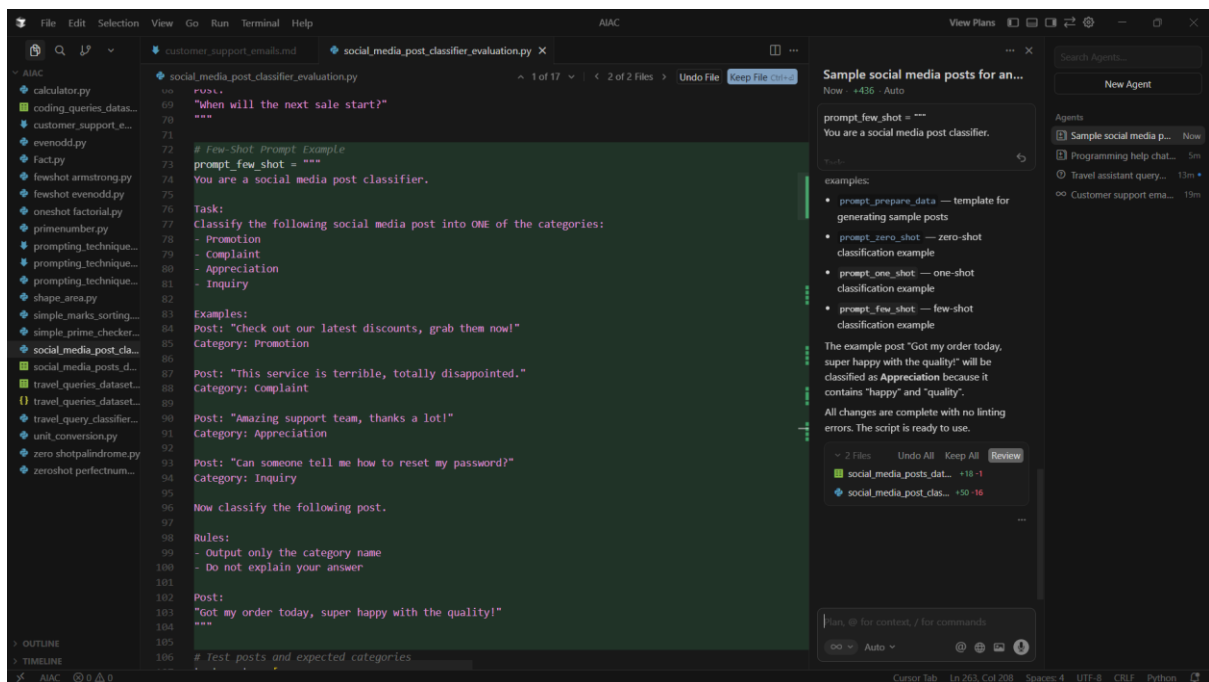 File Edit Selection View Go Run Terminal Help
AIAC
View Plans
AIAC
calculator.py
coding_queries_datas...
customer_support_e...
evenodd.py
Fact.py
fewshot armstrong.py
fewshot evenodd.py
oneshot factorial.py
primenumber.py
prompting_technique...
prompting_technique...
prompting_technique...
shape_area.py
simple_marks_sorting....
simple_prime_checker...
social_media_post_cla...
social_media_posts_d...
travel_queries_dataset...
travel_queries_dataset...
travel_query_classifier...
unit_conversion.py
zero shotpalindrome.py
zeroshot perfectnum...
OUTLINE
TIMELINE
customer_support_emails.md
social_media_post_classifier_evaluation.py
social_media_post_classifier_evaluation.py
1 of 17
2 of 2 Files
Undo File
Keep File Ctrl+⏎
68 Post:
69 "When will the next sale start?"
70 """
71
72 # Few-Shot Prompt Example
73 prompt_few_shot = """
74 You are a social media post classifier.
75
76 Task:
77 Classify the following social media post into ONE of the categories:
78 - Promotion
79 - Complaint
80 - Appreciation
81 - Inquiry
82
83 Examples:
84 Post: "Check out our latest discounts, grab them now!"
85 Category: Promotion
86
87 Post: "This service is terrible, totally disappointed."
88 Category: Complaint
89
90 Post: "Amazing support team, thanks a lot!"
91 Category: Appreciation
92
93 Post: "Can someone tell me how to reset my password?"
94 Category: Inquiry
95
96 Now classify the following post.
97
98 Rules:
99 - Output only the category name
100 - Do not explain your answer
101
102 Post:
103 "Got my order today, super happy with the quality!"
104 """
105
106 # Test posts and expected categories
Sample social media posts for an...
Now · +436 · Auto
prompt_few_shot = """
You are a social media post classifier.
Task:
examples:
• prompt_prepare_data — template for
generating sample posts
• prompt_zero_shot — zero-shot
classification example
• prompt_one_shot — one-shot
classification example
• prompt_few_shot — few-shot
classification example
The example post "Got my order today,
super happy with the quality!" will be
classified as Appreciation because it
contains "happy" and "quality".
All changes are complete with no linting
errors. The script is ready to use.
2 Files Undo All Keep All Review
social_media_posts_dat... +18 -1
social_media_post_clas... +50 -16
Plan, @ for context, / for commands
Auto
Search Agents...
New Agent
Agents
Sample social media p... Now
Programming help chat... 5m
Travel assistant query... 13m
Customer support ema... 19m
AIAC 0 0
Cursor Tab Ln 263, Col 208 Spaces: 4 UTF-8 CRLF Python